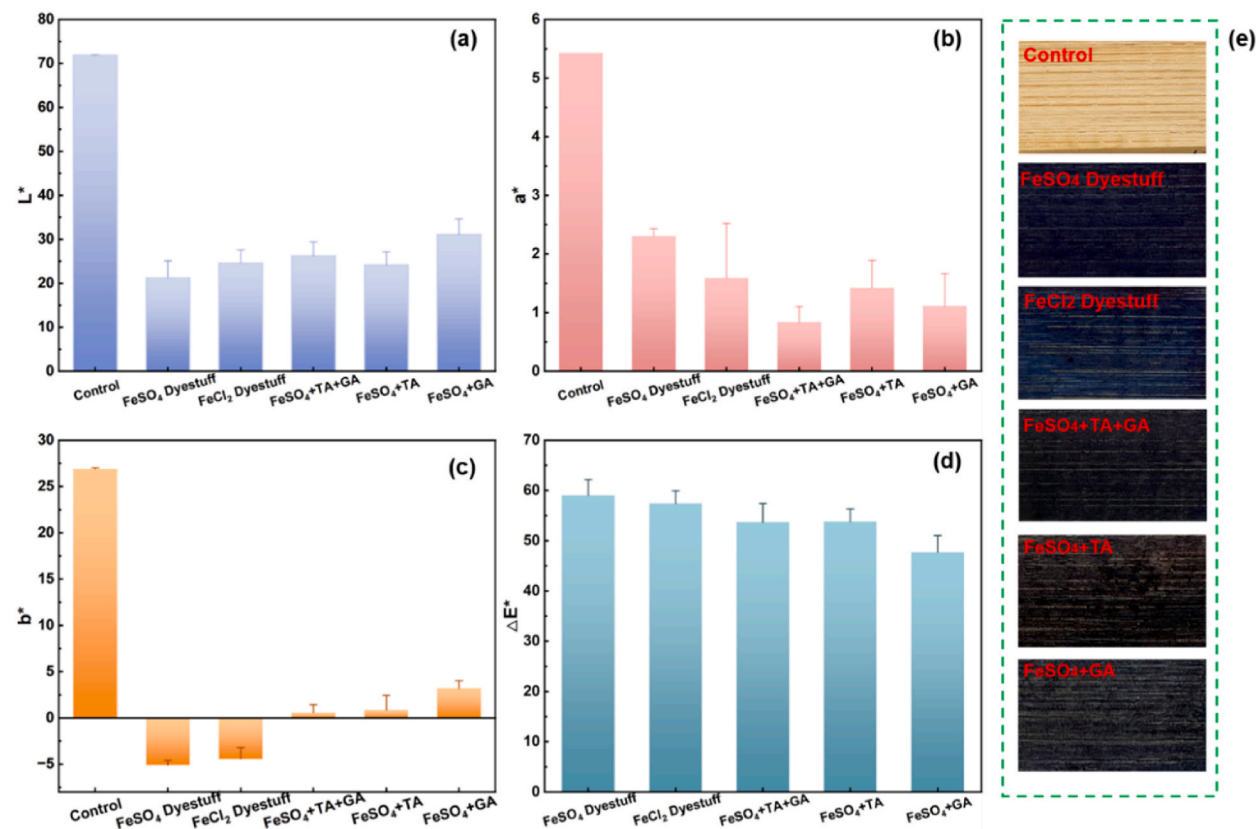 (a)
80
70
60
50
40
30
20
10
0
L*
Control
FeSO₄ Dyestuff
FeCl₂ Dyestuff
FeSO₄+TA+GA
FeSO₄+TA
FeSO₄+GA
(b)
6
5
4
3
2
1
0
a*
Control
FeSO₄ Dyestuff
FeCl₂ Dyestuff
FeSO₄+TA+GA
FeSO₄+TA
FeSO₄+GA
(c)
30
25
20
15
10
5
0
−5
b*
Control
FeSO₄ Dyestuff
FeCl₂ Dyestuff
FeSO₄+TA+GA
FeSO₄+TA
FeSO₄+GA
(d)
70
60
50
40
30
20
10
0
△E*
FeSO₄ Dyestuff
FeCl₂ Dyestuff
FeSO₄+TA+GA
FeSO₄+TA
FeSO₄+GA
(e)
Control
FeSO₄ Dyestuff
FeCl₂ Dyestuff
FeSO₄+TA+GA
FeSO₄+TA
FeSO₄+GA